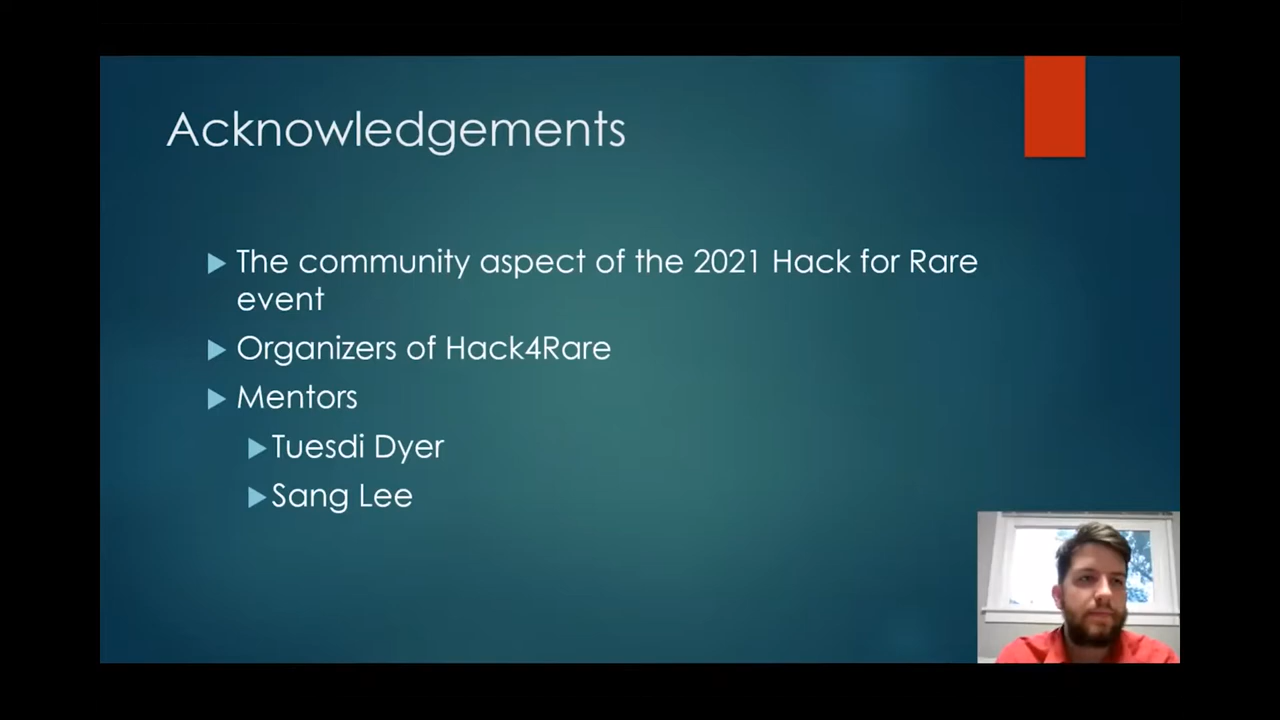 Acknowledgements
The community aspect of the 2021 Hack for Rare
event
Organizers of Hack4Rare
Mentors
Tuesdi Dyer
Sang Lee